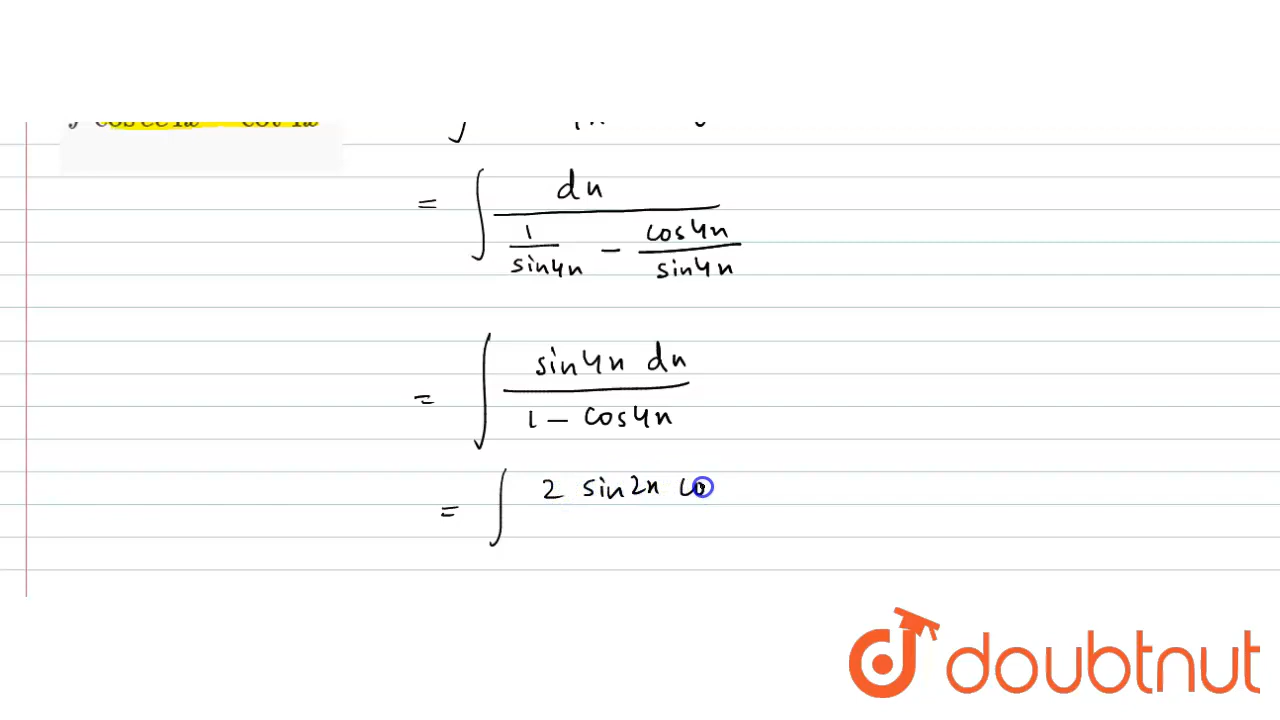 = ∫ dx / (1/sin4x − cos4x/sin4x)
= ∫ sin4x dx / (1 − cos4x)
= ∫ 2 sin2x co
doubtnut